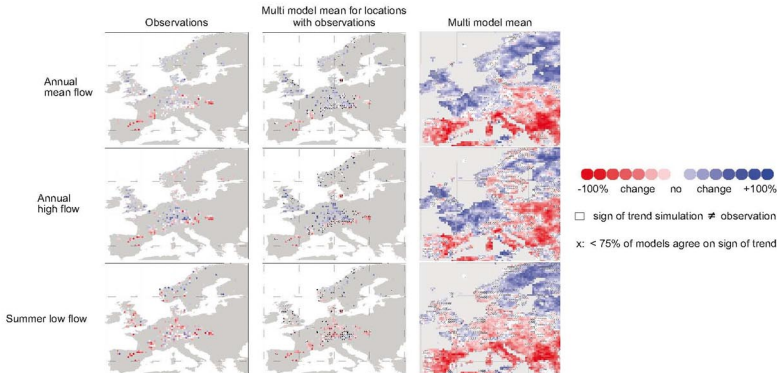 Observations
Multi model mean for locations
with observations
Multi model mean
Annual
mean flow
Annual
high flow
Summer low flow
-100% change no change +100%
□ sign of trend simulation ≠ observation
x: < 75% of models agree on sign of trend